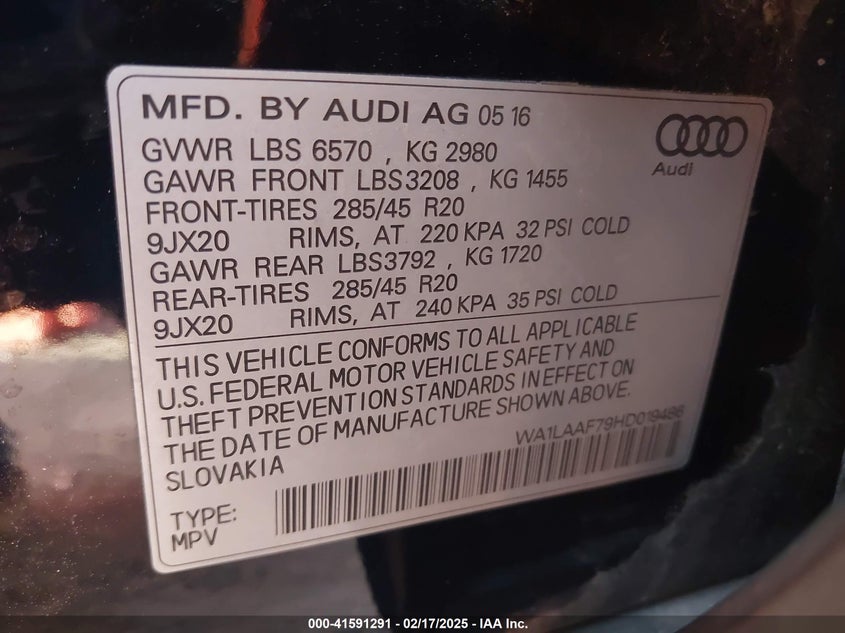 MFD. BY AUDI AG 05 16
Audi
GVWR LBS 6570 , KG 2980
GAWR FRONT LBS3208 , KG 1455
FRONT-TIRES 285/45 R20
9JX20 RIMS, AT 220 KPA 32 PSI COLD
GAWR REAR LBS3792 , KG 1720
REAR-TIRES 285/45 R20
9JX20 RIMS, AT 240 KPA 35 PSI COLD
THIS VEHICLE CONFORMS TO ALL APPLICABLE
U.S. FEDERAL MOTOR VEHICLE SAFETY AND
THEFT PREVENTION STANDARDS IN EFFECT ON
THE DATE OF MANUFACTURE SHOWN ABOVE.
SLOVAKIA WA1LAAF79HD019486
TYPE:
MPV
000-41591291 - 02/17/2025 - IAA Inc.